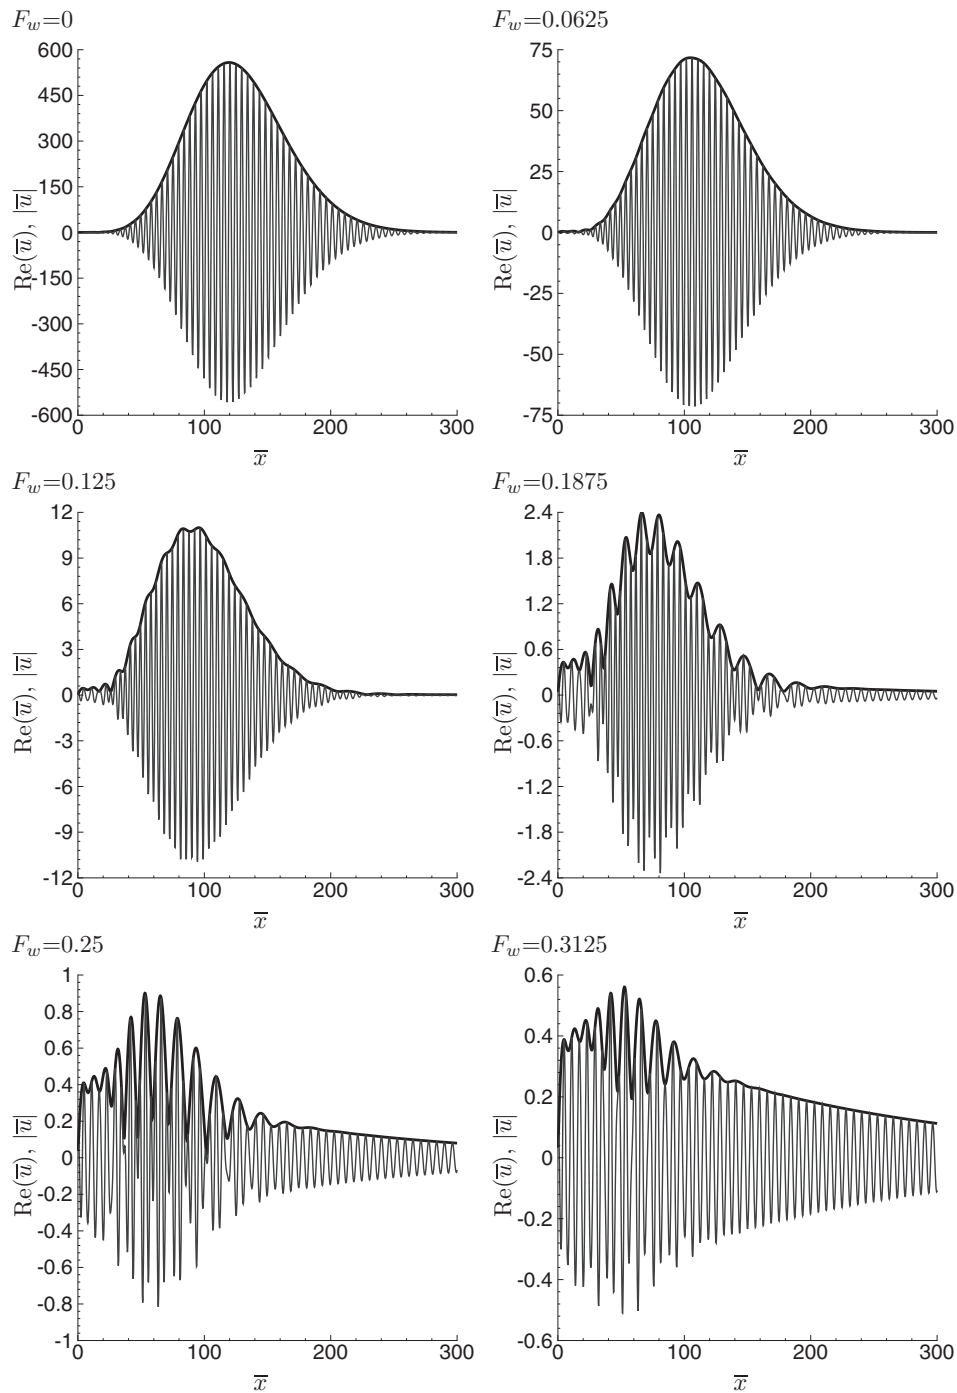 F_w=0
600
450
300
150
0
-150
-300
-450
-600
Re(u̅), |u̅|
0 100 200 300
x̅
F_w=0.0625
75
50
25
0
-25
-50
-75
Re(u̅), |u̅|
0 100 200 300
x̅
F_w=0.125
12
9
6
3
0
-3
-6
-9
-12
Re(u̅), |u̅|
0 100 200 300
x̅
F_w=0.1875
2.4
1.8
1.2
0.6
0
-0.6
-1.2
-1.8
-2.4
Re(u̅), |u̅|
0 100 200 300
x̅
F_w=0.25
1
0.8
0.6
0.4
0.2
0
-0.2
-0.4
-0.6
-0.8
-1
Re(u̅), |u̅|
0 100 200 300
x̅
F_w=0.3125
0.6
0.4
0.2
0
-0.2
-0.4
-0.6
Re(u̅), |u̅|
0 100 200 300
x̅